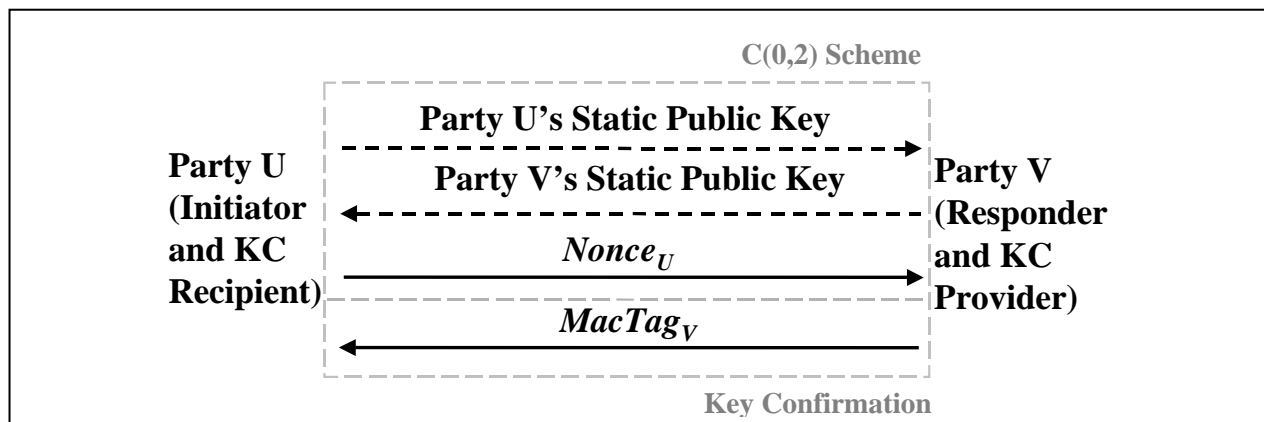 C(0,2) Scheme
Party U’s Static Public Key
Party V’s Static Public Key
Party U
(Initiator
and KC
Recipient)
Party V
(Responder
and KC
Provider)
Nonce_U
MacTag_V
Key Confirmation